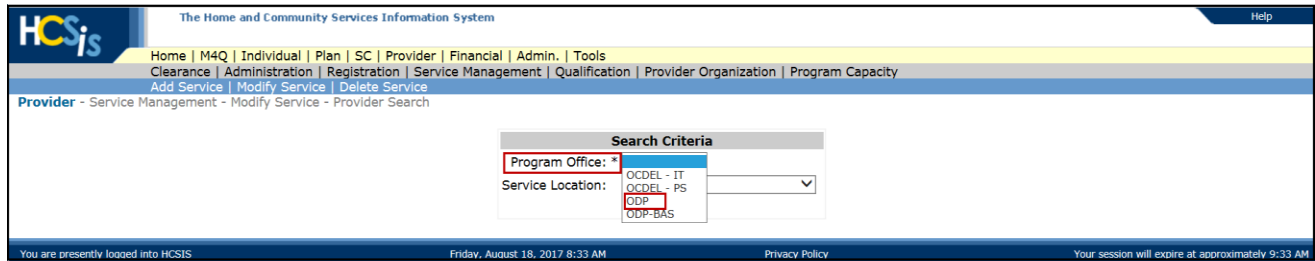 HCSis
The Home and Community Services Information System
Help
Home | M4Q | Individual | Plan | SC | Provider | Financial | Admin. | Tools
Clearance | Administration | Registration | Service Management | Qualification | Provider Organization | Program Capacity
Add Service | Modify Service | Delete Service
Provider - Service Management - Modify Service - Provider Search
Search Criteria
Program Office: *
OCDEL - IT
Service Location:
OCDEL - PS
ODP
ODP-BAS
You are presently logged into HCSIS
Friday, August 18, 2017 8:33 AM
Privacy Policy
Your session will expire at approximately 9:33 AM